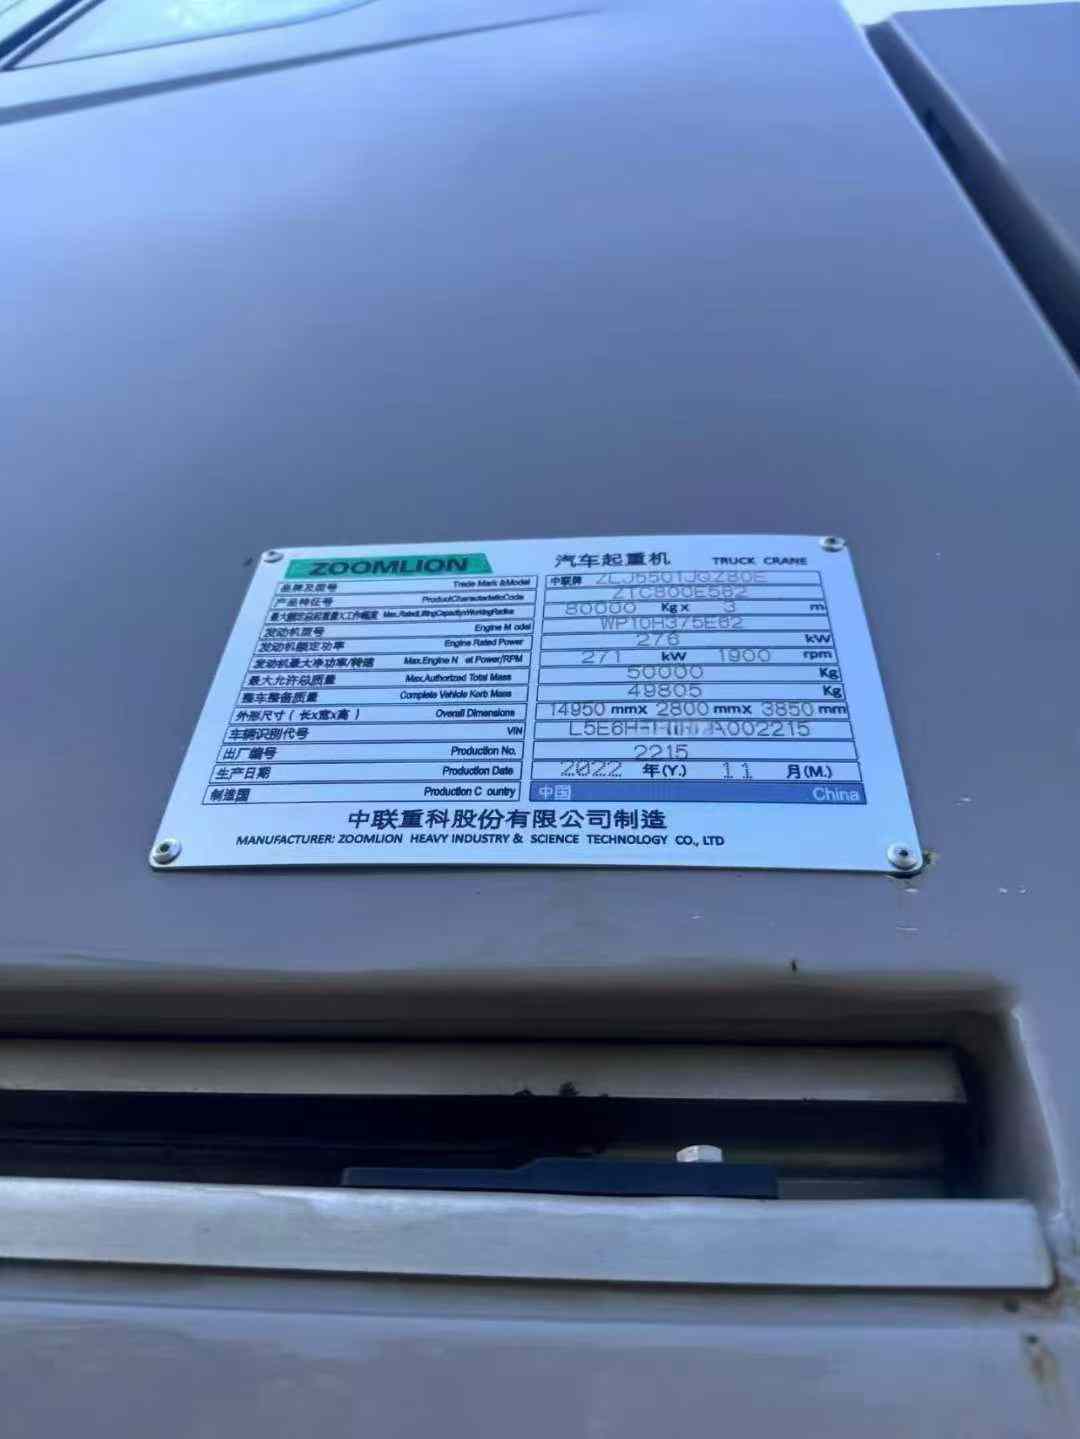 ZOOMLION 汽车起重机 TRUCK CRANE
品牌及型号 Trade Mark &Model 中联牌 ZLJ5501JQZ80E
产品特征号 ProductCharacteristicCode ZTC800E562
最大额定总起重量X工作幅度 Max.RatedLiftingCapacityxWorkingRadius 80000 Kg x 3 m
发动机型号 Engine Model WP10H375E62
发动机额定功率 Engine Rated Power 276 kW
发动机最大净功率/转速 Max.Engine N et Power/RPM 271 kW 1900 rpm
最大允许总质量 Max.Authorized Total Mass 50000 Kg
整车整备质量 Complete Vehicle Kerb Mass 49805 Kg
外形尺寸(长x宽x高) Overall Dimensions 14950 mmx 2800 mmx 3850 mm
车辆识别代号 VIN
出厂编号 Production No. 2215
生产日期 Production Date 2022 年(Y.) 11 月(M.)
制造国 Production C ountry 中国 China
中联重科股份有限公司制造
MANUFACTURER: ZOOMLION HEAVY INDUSTRY & SCIENCE TECHNOLOGY CO., LTD